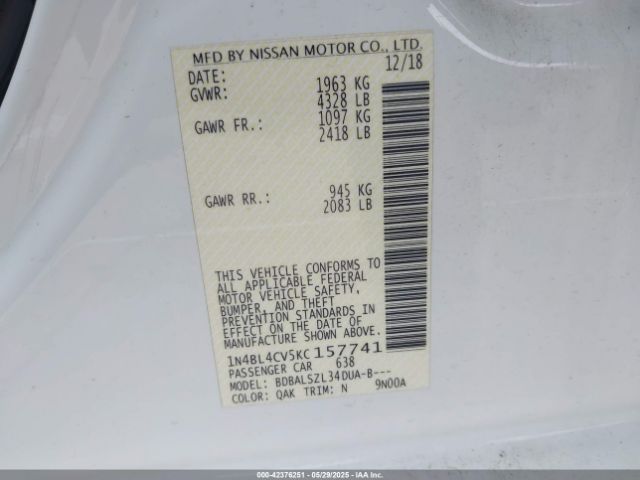 MFD BY NISSAN MOTOR CO., LTD.
DATE: 12/18
GVWR: 1963 KG
4328 LB
GAWR FR.: 1097 KG
2418 LB
GAWR RR.: 945 KG
2083 LB
THIS VEHICLE CONFORMS TO
ALL APPLICABLE FEDERAL
MOTOR VEHICLE SAFETY,
BUMPER, AND THEFT
PREVENTION STANDARDS IN
EFFECT ON THE DATE OF
MANUFACTURE SHOWN ABOVE.
1N4BL4CV5KC157741
PASSENGER CAR 638
MODEL: BDBALSZL34DUA-B---
COLOR: QAK TRIM: N 9N00A
000-42376251 - 05/29/2025 - IAA Inc.